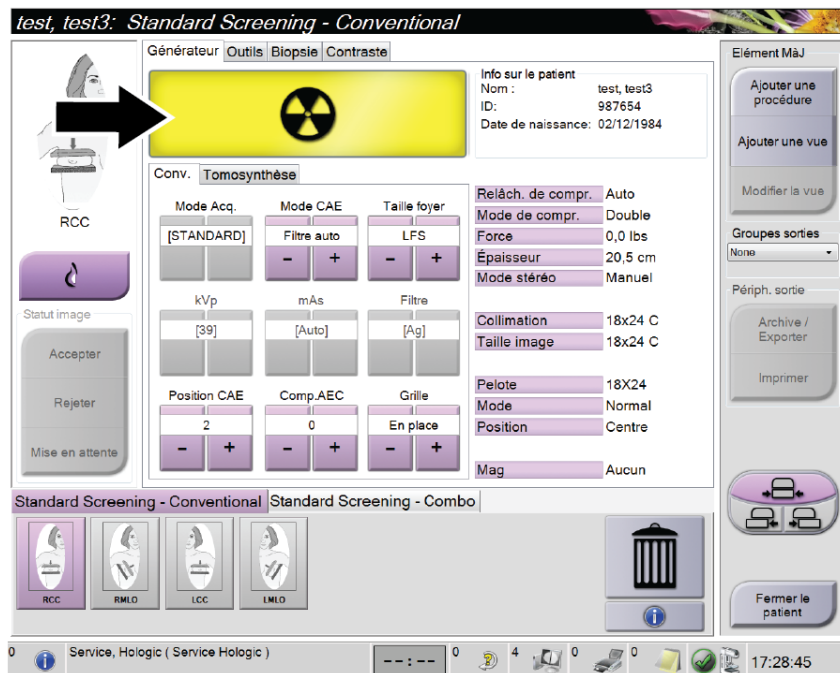 test, test3: Standard Screening - Conventional
Générateur Outils Biopsie Contraste
Info sur le patient
Nom : test, test3
ID: 987654
Date de naissance: 02/12/1984
RCC
Statut image
Accepter
Rejeter
Mise en attente
Conv. Tomosynthèse
Mode Acq. Mode CAE Taille foyer
[STANDARD] Filtre auto LFS
- + - +
kVp mAs Filtre
[39] [Auto] [Ag]
Position CAE Comp.AEC Grille
2 0 En place
- + - + - +
Relâch. de compr. Auto
Mode de compr. Double
Force 0,0 lbs
Épaisseur 20,5 cm
Mode stéréo Manuel
Collimation 18x24 C
Taille image 18x24 C
Pelote 18X24
Mode Normal
Position Centre
Mag Aucun
Elément MàJ
Ajouter une
procédure
Ajouter une vue
Modifier la vue
Groupes sorties
None
Périph. sortie
Archive /
Exporter
Imprimer
Fermer le
patient
Standard Screening - Conventional Standard Screening - Combo
RCC RMLO LCC LMLO
0 Service, Hologic ( Service Hologic ) --:-- 0 4 0 0 17:28:45